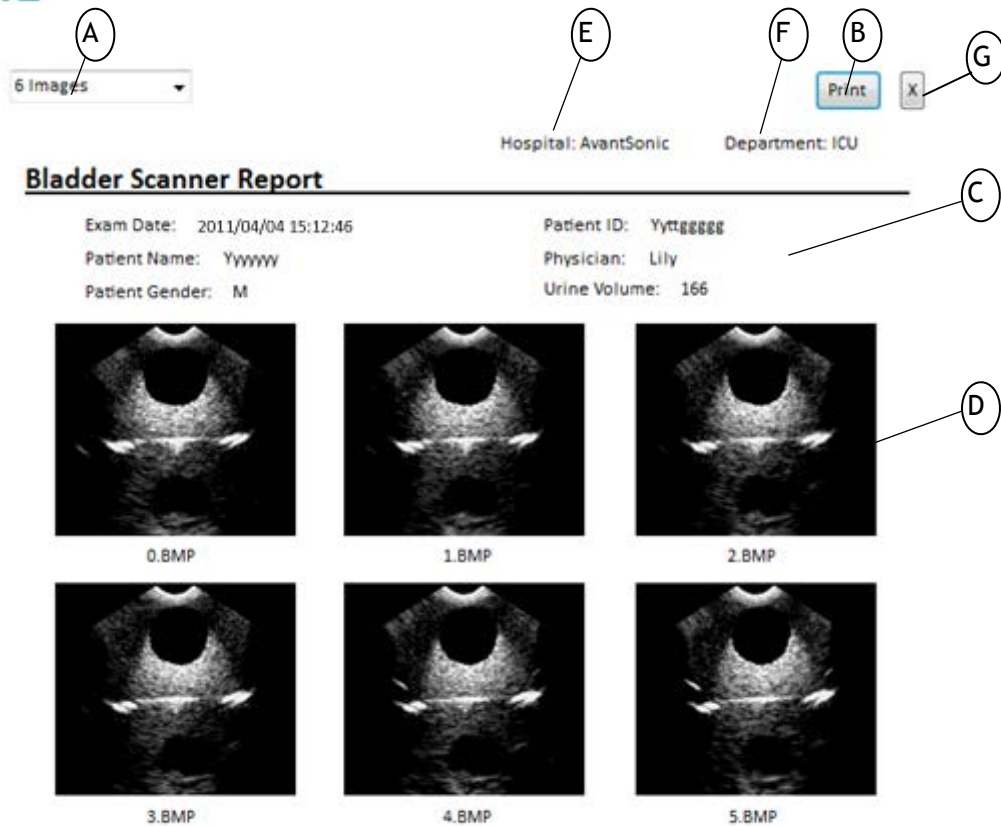 A E F B G
6 Images Print X
Hospital: AvantSonic Department: ICU
Bladder Scanner Report
C
Exam Date: 2011/04/04 15:12:46 Patient ID: Yyttggggg
Patient Name: Yyyyyy Physician: Lily
Patient Gender: M Urine Volume: 166
D
0.BMP 1.BMP 2.BMP
3.BMP 4.BMP 5.BMP